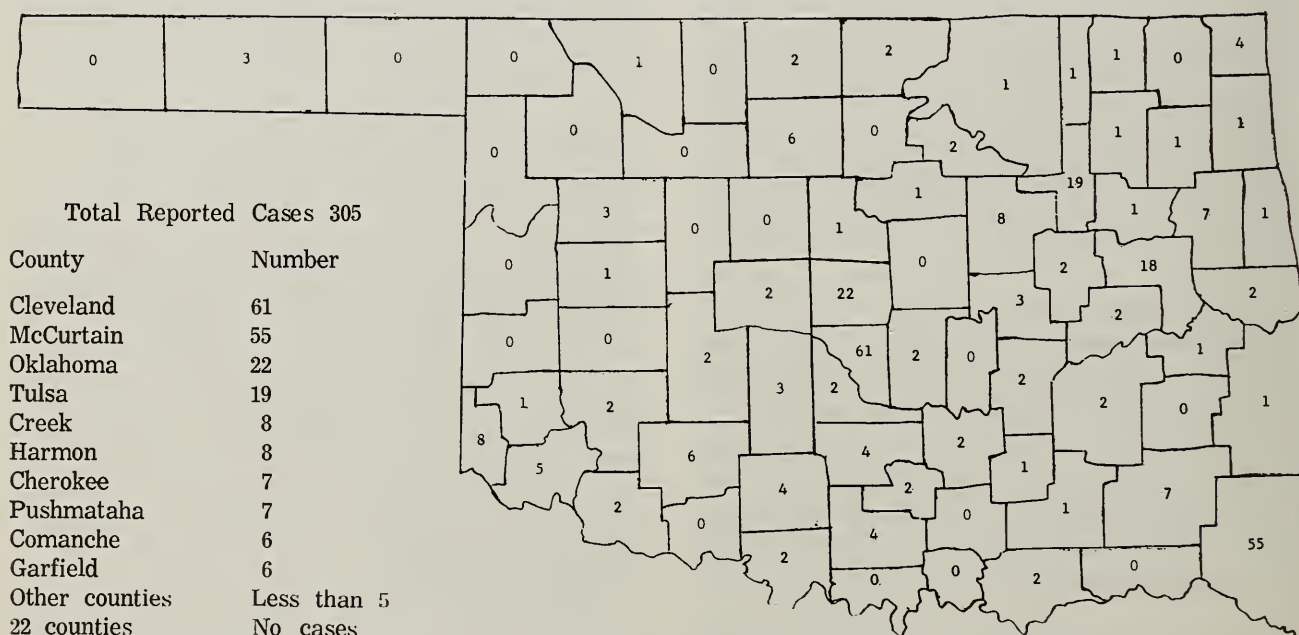 0 3 0 0 1 0 2 2 1 1 1 0 4
0 0 0 6 0 2 1 1 1
Total Reported Cases 305
3 0 0 1 1 8 19 1 7 1
County Number
0 1 2 22 0 3 2 18 2
Cleveland 61
McCurtain 55
Oklahoma 22
Tulsa 19
Creek 8
Harmon 8
Cherokee 7
Pushmataha 7
Comanche 6
Garfield 6
Other counties Less than 5
22 counties No cases
0 0 2 3 2 61 2 0 2 2 1
8 1 2 2 0 1
5 6 4 2 1
2 0 4 2 0 1 7 55
2 4 0 0 2 0